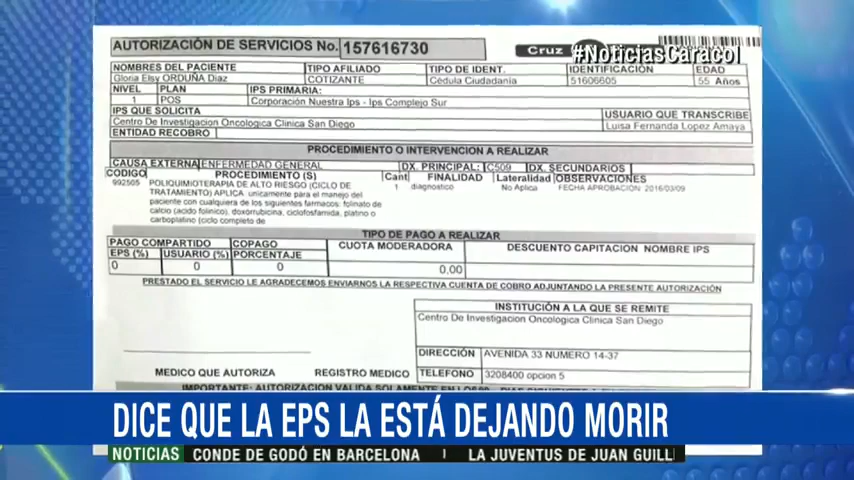 AUTORIZACIÓN DE SERVICIOS No. 157616730
Cruz
#NoticiasCaracol
NOMBRES DEL PACIENTE TIPO AFILIADO TIPO DE IDENT. IDENTIFICACIÓN EDAD
Gloria Elsy ORDUÑA Diaz COTIZANTE Cédula Ciudadanía 51606605 55 Años
NIVEL PLAN IPS PRIMARIA:
1 POS Corporación Nuestra Ips - Ips Complejo Sur
IPS QUE SOLICITA USUARIO QUE TRANSCRIBE
Centro De Investigacion Oncologica Clinica San Diego Luisa Fernanda Lopez Amaya
ENTIDAD RECOBRO
PROCEDIMIENTO O INTERVENCION A REALIZAR
CAUSA EXTERNA ENFERMEDAD GENERAL DX. PRINCIPAL: C509 DX. SECUNDARIOS
CODIGO PROCEDIMIENTO (S) Cant FINALIDAD Lateralidad OBSERVACIONES
992505 POLIQUIMIOTERAPIA DE ALTO RIESGO (CICLO DE 1 diagnostico No Aplica FECHA APROBACION 2016/03/09
TRATAMIENTO) APLICA: unicamente para el manejo del
paciente con cualquiera de los siguientes farmacos: folinato de
calcio (acido folinico), doxorrubicina, ciclofosfamida, platino o
carboplatino (ciclo completo de
TIPO DE PAGO A REALIZAR
PAGO COMPARTIDO COPAGO CUOTA MODERADORA DESCUENTO CAPITACION NOMBRE IPS
EPS (%) USUARIO (%) PORCENTAJE
0 0 0 0,00
PRESTADO EL SERVICIO LE AGRADECEMOS ENVIARNOS LA RESPECTIVA CUENTA DE COBRO ADJUNTANDO LA PRESENTE AUTORIZACIÓN
INSTITUCIÓN A LA QUE SE REMITE
Centro De Investigacion Oncologica Clinica San Diego
DIRECCIÓN AVENIDA 33 NUMERO 14-37
MEDICO QUE AUTORIZA REGISTRO MEDICO TELEFONO 3208400 opcion 5
IMPORTANTE: AUTORIZACION VALIDA SOLAMENTE EN LOS
DICE QUE LA EPS LA ESTÁ DEJANDO MORIR
NOTICIAS CONDE DE GODÓ EN BARCELONA | LA JUVENTUS DE JUAN GUILL